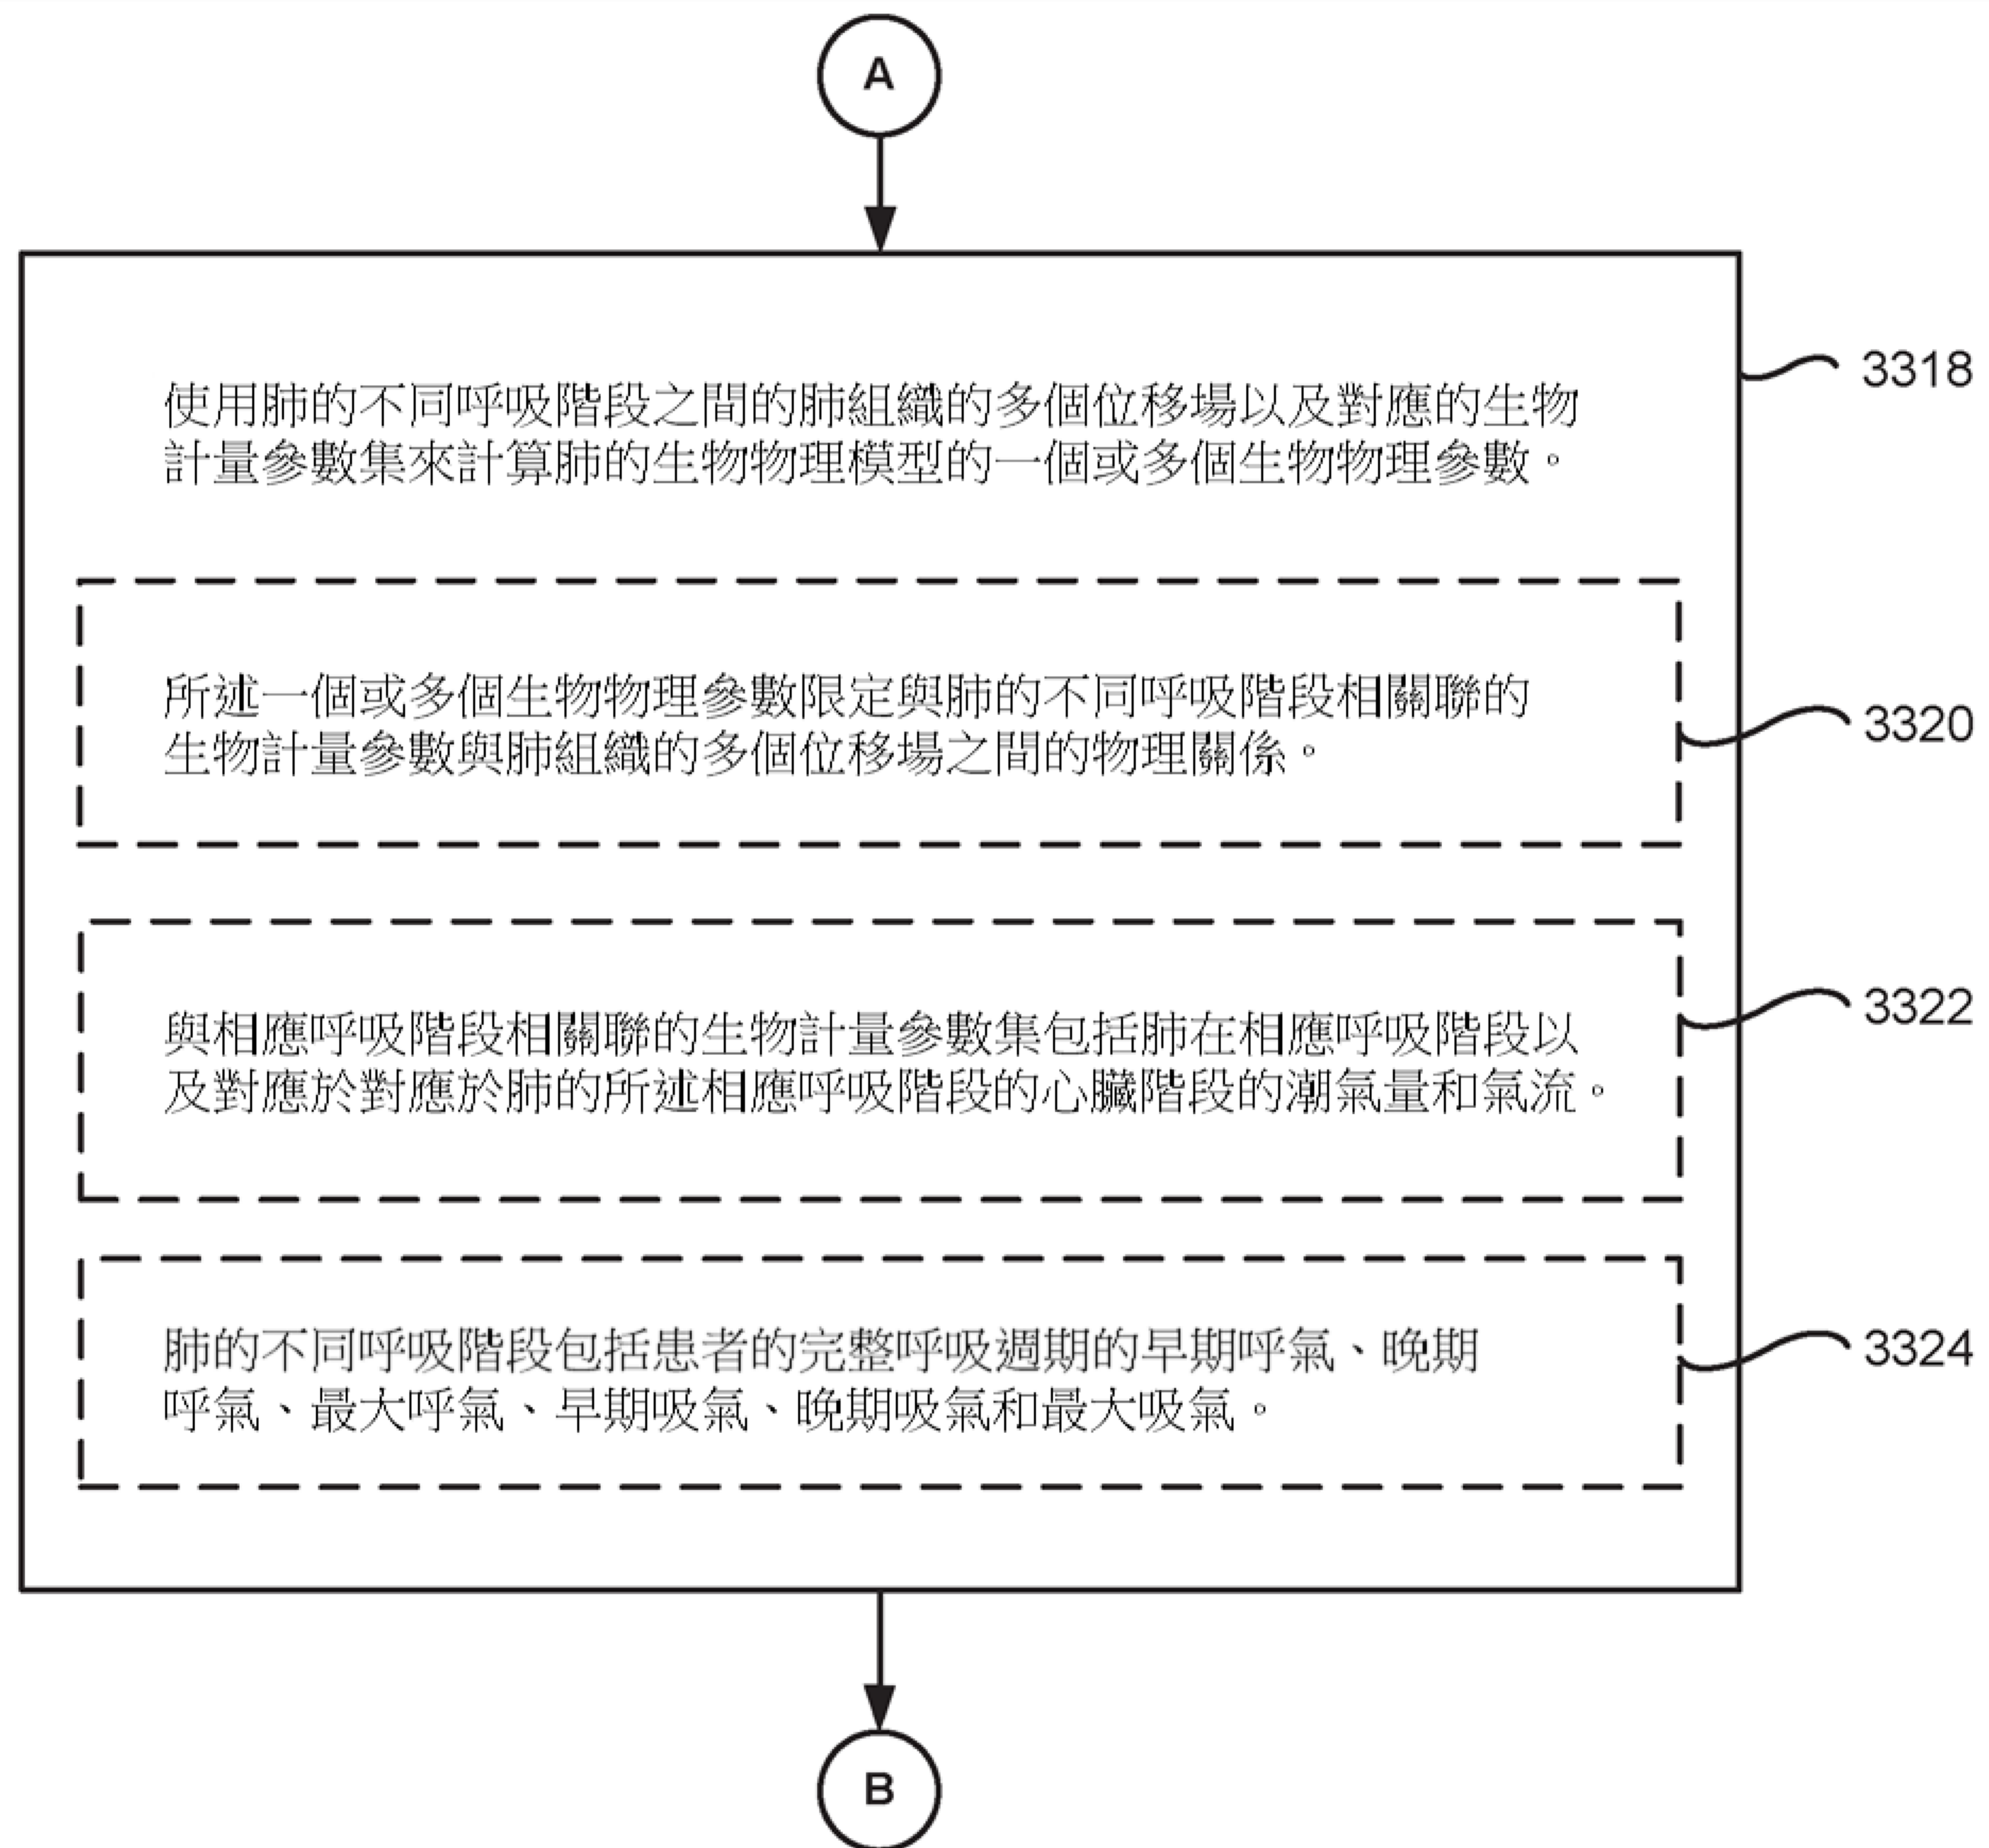 A
使用肺的不同呼吸階段之間的肺組織的多個位移場以及對應的生物
計量參數集來計算肺的生物物理模型的一個或多個生物物理參數。
3318
所述一個或多個生物物理參數限定與肺的不同呼吸階段相關聯的
生物計量參數與肺組織的多個位移場之間的物理關係。
3320
與相應呼吸階段相關聯的生物計量參數集包括肺在相應呼吸階段以
及對應於對應於肺的所述相應呼吸階段的心臟階段的潮氣量和氣流。
3322
肺的不同呼吸階段包括患者的完整呼吸週期的早期呼氣、晚期
呼氣、最大呼氣、早期吸氣、晚期吸氣和最大吸氣。
3324
B